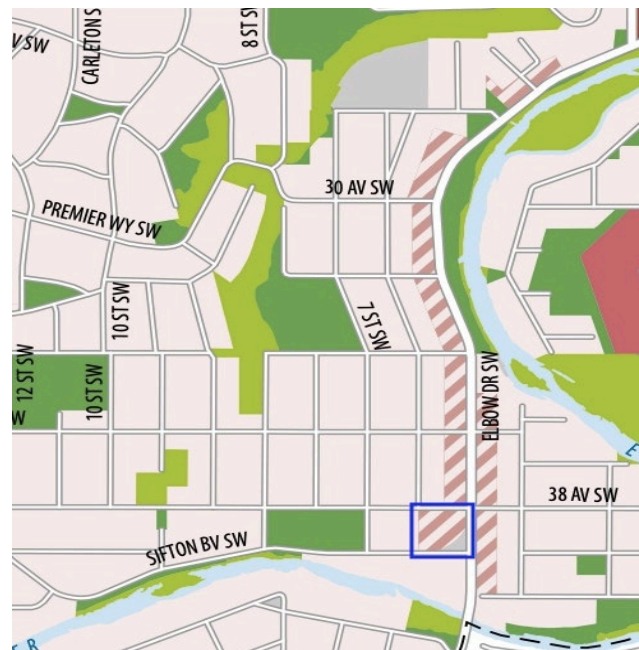 V SW
CARLETON S
8 ST SW
30 AV SW
PREMIER WY SW
10 ST SW
7 ST SW
12 ST SW
10 ST SW
W
ELBOW DR SW
E
38 AV SW
SIFTON BV SW
E R